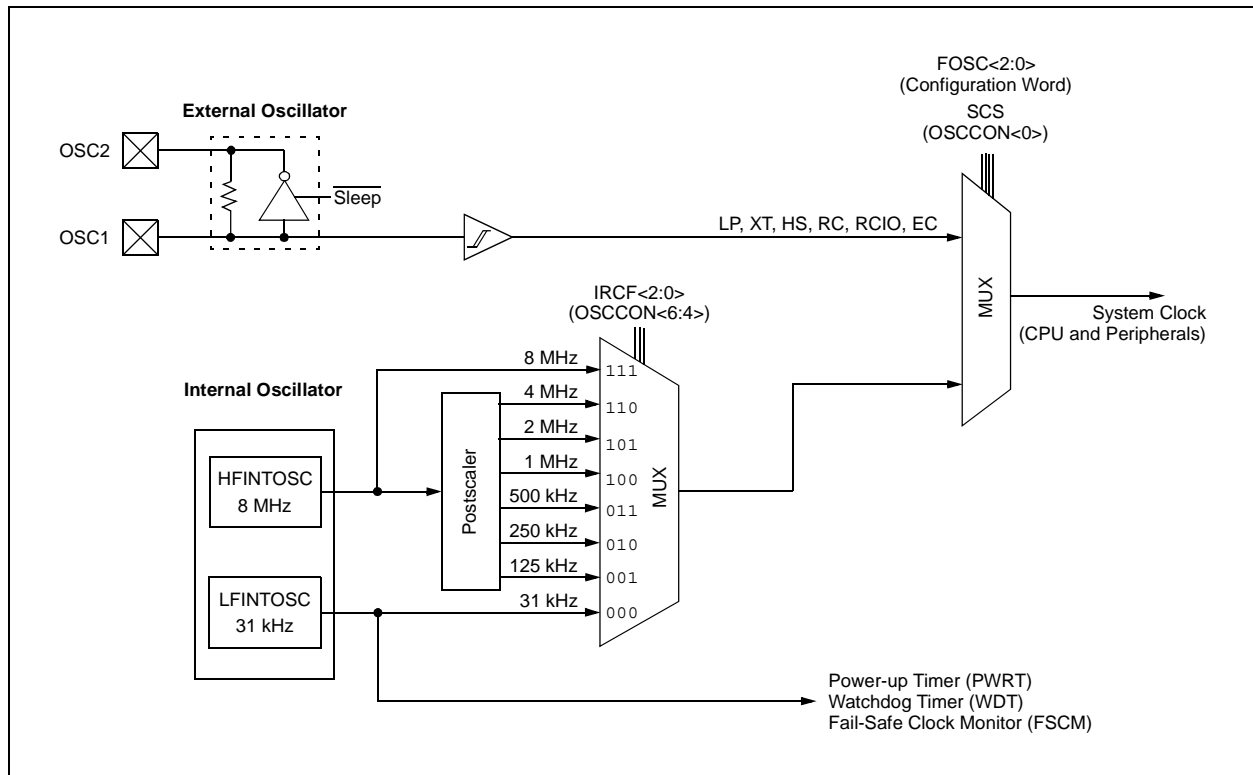 FOSC<2:0>
(Configuration Word)
SCS
(OSCCON<0>)
External Oscillator
OSC2
Sleep
OSC1
LP, XT, HS, RC, RCIO, EC
MUX
System Clock
(CPU and Peripherals)
IRCF<2:0>
(OSCCON<6:4>)
Internal Oscillator
HFINTOSC
8 MHz
LFINTOSC
31 kHz
Postscaler
8 MHz
4 MHz
2 MHz
1 MHz
500 kHz
250 kHz
125 kHz
31 kHz
111
110
101
100
011
010
001
000
MUX
Power-up Timer (PWRT)
Watchdog Timer (WDT)
Fail-Safe Clock Monitor (FSCM)